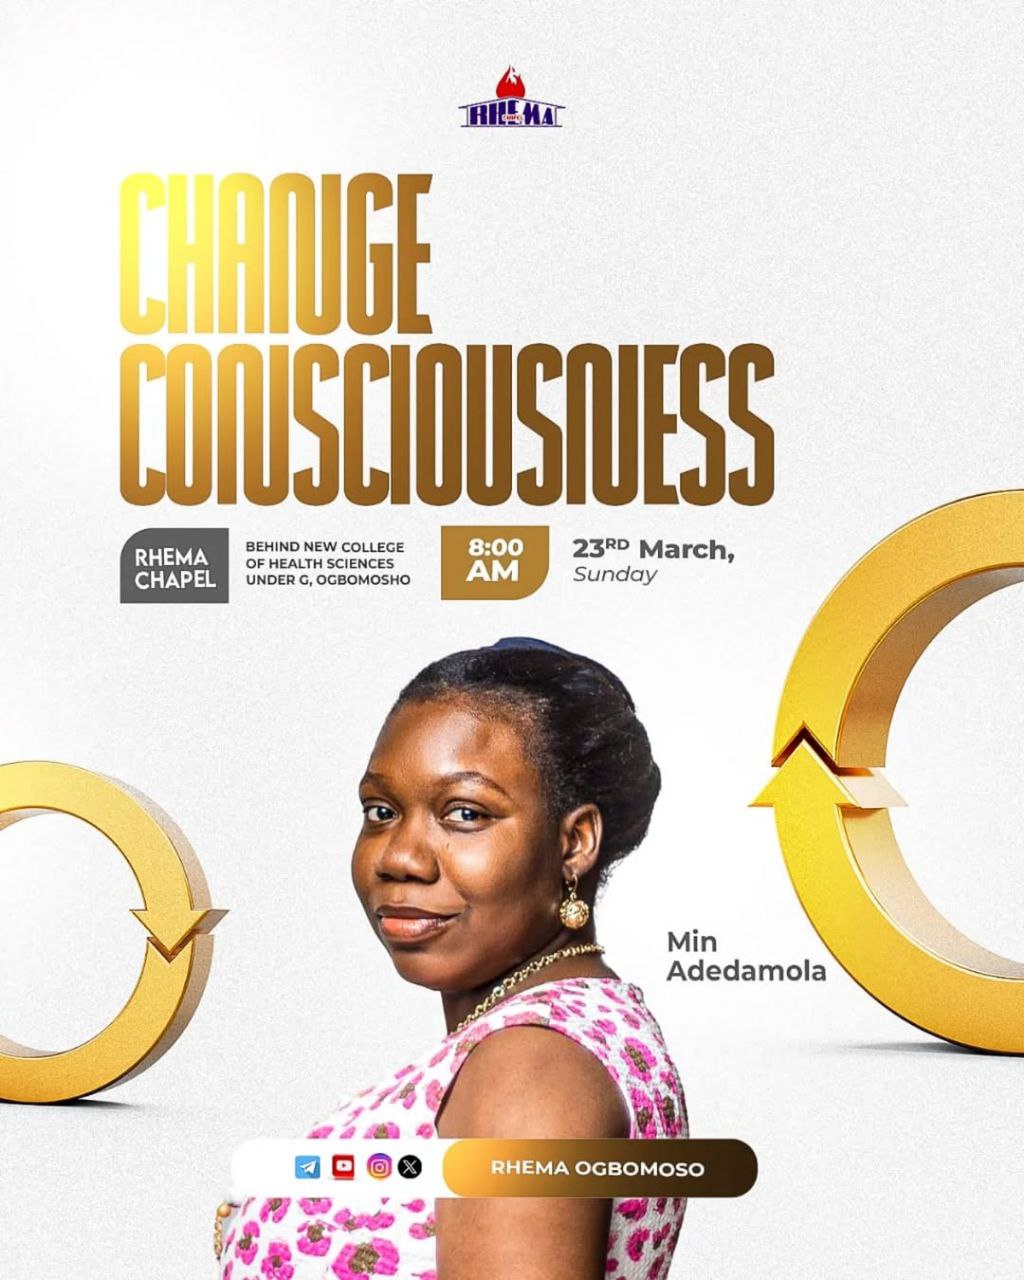 RHEMA
CHAPEL
CHANGE
CONSCIOUSNESS
RHEMA
CHAPEL
BEHIND NEW COLLEGE
OF HEALTH SCIENCES
UNDER G, OGBOMOSHO
8:00
AM
23RD March,
Sunday
Min
Adedamola
RHEMA OGBOMOSO